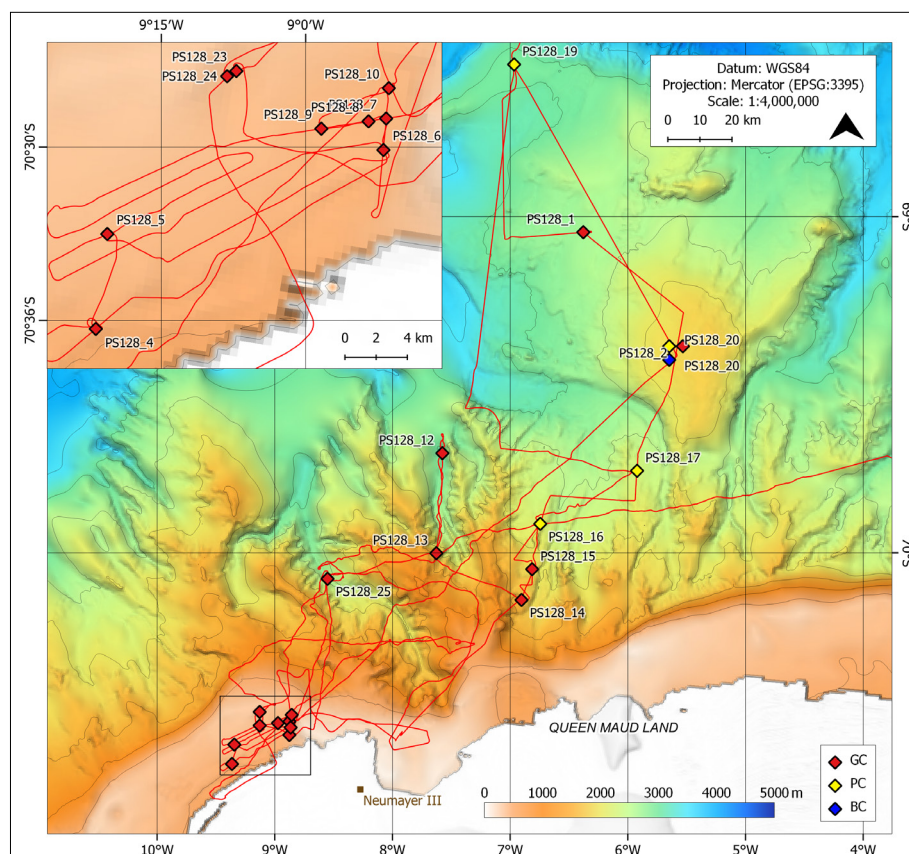 9°15'W
9°0'W
PS128_19
PS128_23
PS128_24
PS128_10
PS128_8
PS128_9
PS128_6
70°30'S
PS128_5
70°36'S
PS128_4
0 2 4 km
Datum: WGS84
Projection: Mercator (EPSG:3395)
Scale: 1:4,000,000
0 10 20 km
PS128_1
PS128_20
PS128_2
PS128_20
PS128_12
PS128_17
PS128_16
PS128_13
PS128_15
PS128_25
PS128_14
QUEEN MAUD LAND
Neumayer III
0 1000 2000 3000 4000 5000 m
GC
PC
BC
10°W 9°W 8°W 7°W 6°W 5°W 4°W